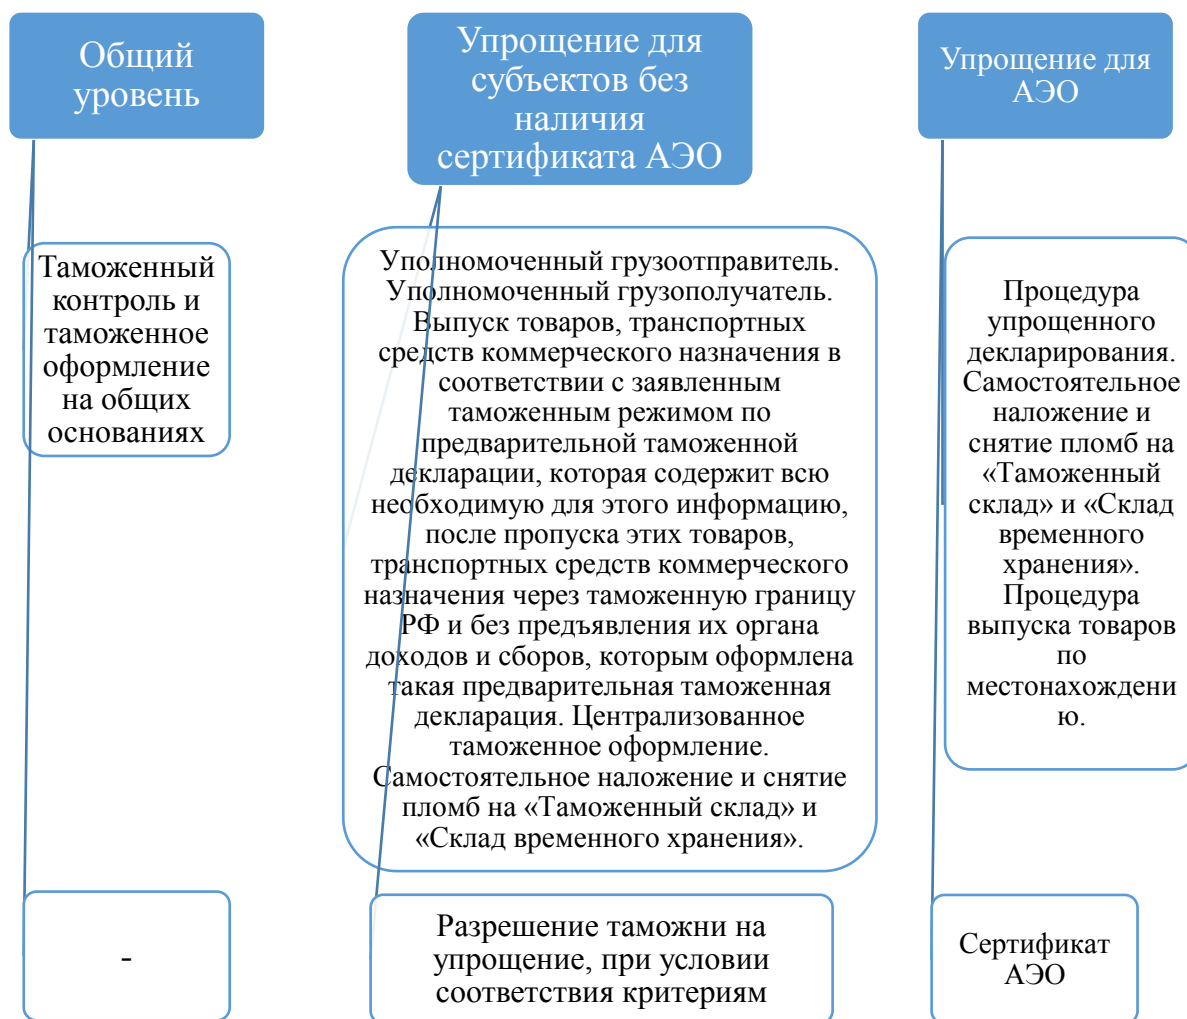 Общий
уровень
Таможенный
контроль и
таможенное
оформление
на общих
основаниях
-
Упрощение для
субъектов без
наличия
сертификата АЭО
Уполномоченный грузоотправитель.
Уполномоченный грузополучатель.
Выпуск товаров, транспортных
средств коммерческого назначения в
соответствии с заявленным
таможенным режимом по
предварительной таможенной
декларации, которая содержит всю
необходимую для этого информацию,
после пропуска этих товаров,
транспортных средств коммерческого
назначения через таможенную границу
РФ и без предъявления их органа
доходов и сборов, которым оформлена
такая предварительная таможенная
декларация. Централизованное
таможенное оформление.
Самостоятельное наложение и снятие
пломб на «Таможенный склад» и
«Склад временного хранения».
Разрешение таможни на
упрощение, при условии
соответствия критериям
Упрощение для
АЭО
Процедура
упрощенного
декларирования.
Самостоятельное
наложение и
снятие пломб на
«Таможенный
склад» и «Склад
временного
хранения».
Процедура
выпуска товаров
по
местонахождени
ю.
Сертификат
АЭО